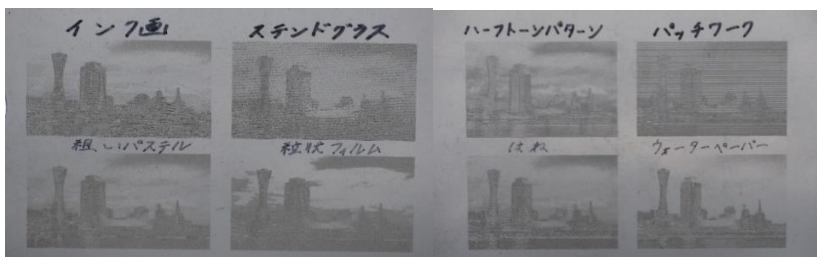 インク画 ステンドグラス ハーフトーンパターン パッチワーク
粗いパステル 粒状フィルム はね ウォーターペーパー